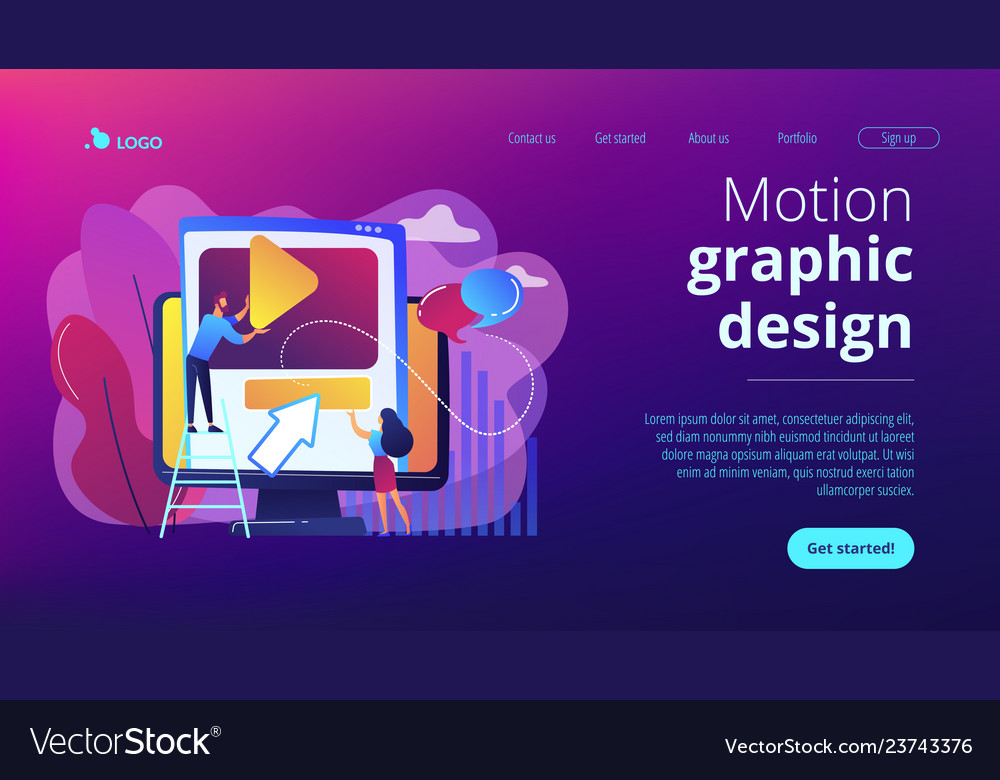 LOGO
Contact us
Get started
About us
Portfolio
Sign up
Motion
graphic
design
Lorem ipsum dolor sit amet, consectetuer adipiscing elit,
sed diam nonummy nibh euismod tincidunt ut laoreet
dolore magna aliquam erat volutpat. Ut wisi
enim ad minim veniam, quis nostrud exerci tation
ullamcorper susciex.
Get started!
VectorStock®
VectorStock.com/23743376